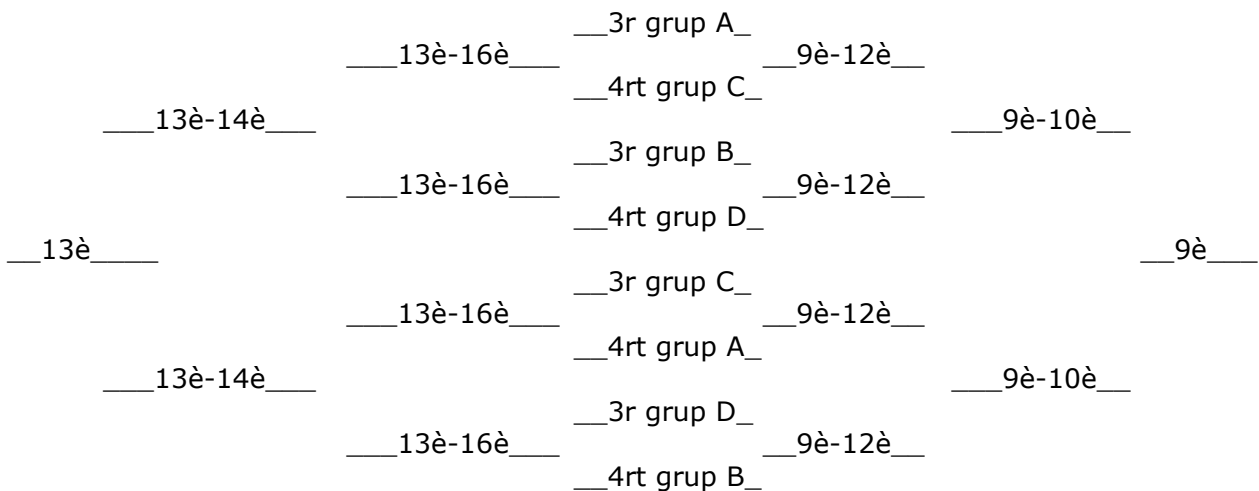 __3r grup A_
___13è-16è___ __9è-12è__
__4rt grup C_
___13è-14è___ ___9è-10è__
__3r grup B_
___13è-16è___ __9è-12è__
__4rt grup D_
__13è____ __9è___
__3r grup C_
___13è-16è___ __9è-12è__
__4rt grup A_
___13è-14è___ ___9è-10è__
__3r grup D_
___13è-16è___ __9è-12è__
__4rt grup B_